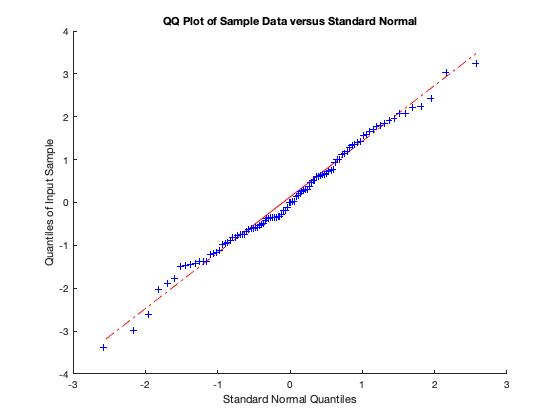 QQ Plot of Sample Data versus Standard Normal
4
3
2
1
0
-1
-2
-3
-4
Quantiles of Input Sample
-3 -2 -1 0 1 2 3
Standard Normal Quantiles